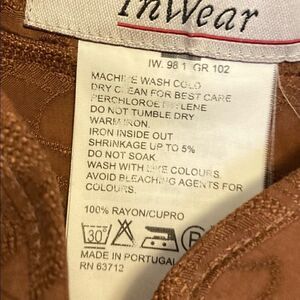 InWear
IW. 98 1 GR 102
MACHINE WASH COLD
DRY CLEAN FOR BEST CARE
PERCHLOROETHYLENE
DO NOT TUMBLE DRY
WARM IRON.
IRON INSIDE OUT
SHRINKAGE UP TO 5%
DO NOT SOAK.
WASH WITH LIKE COLOURS.
AVOID BLEACHING AGENTS FOR
COLOURS.
100% RAYON/CUPRO
30°
MADE IN PORTUGAL
RN 63712